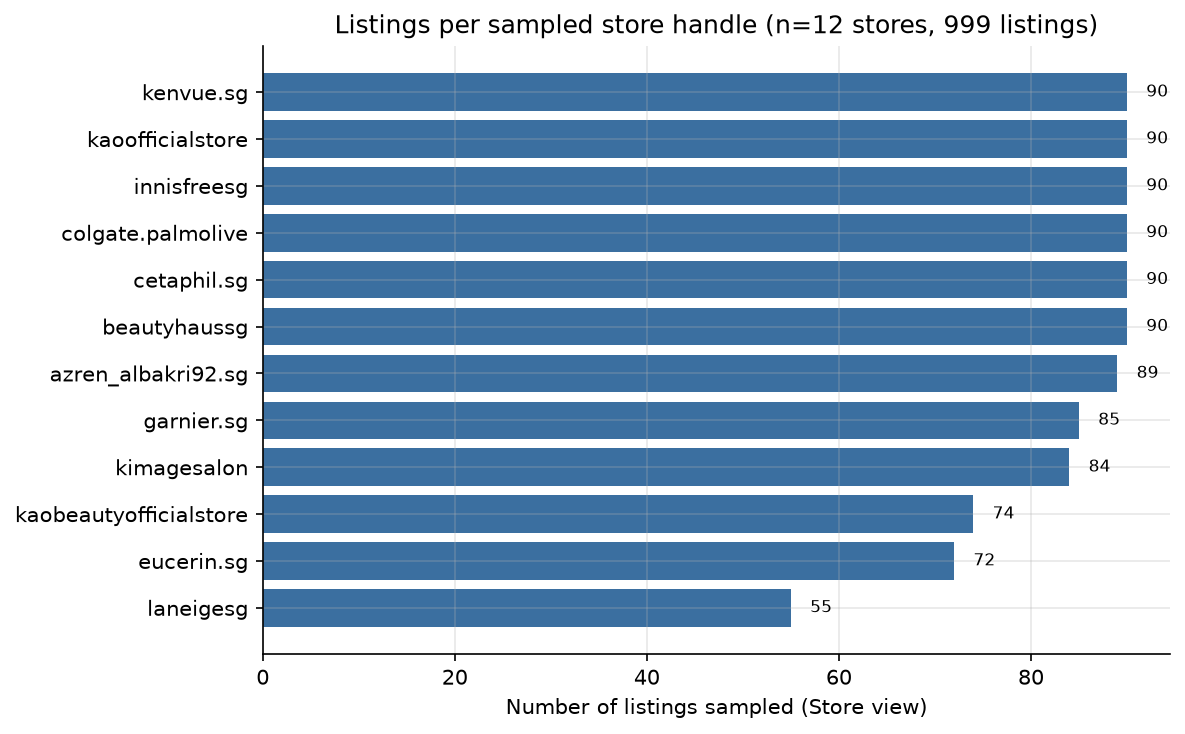 Listings per sampled store handle (n=12 stores, 999 listings)
kenvue.sg 90
kaoofficialstore 90
innisfreesg 90
colgate.palmolive 90
cetaphil.sg 90
beautyhaussg 90
azren_albakri92.sg 89
garnier.sg 85
kimagesalon 84
kaobeautyofficialstore 74
eucerin.sg 72
laneigesg 55
0 20 40 60 80
Number of listings sampled (Store view)